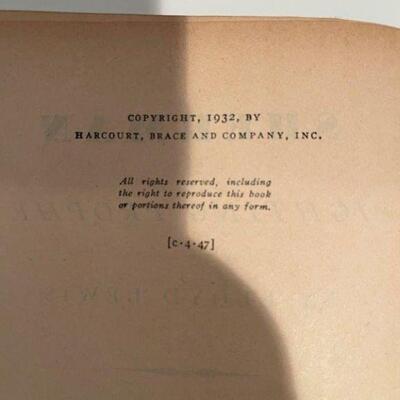 COPYRIGHT, 1932, BY
HARCOURT, BRACE AND COMPANY, INC.
All rights reserved, including
the right to reproduce this book
or portions thereof in any form.
[c·4·47]